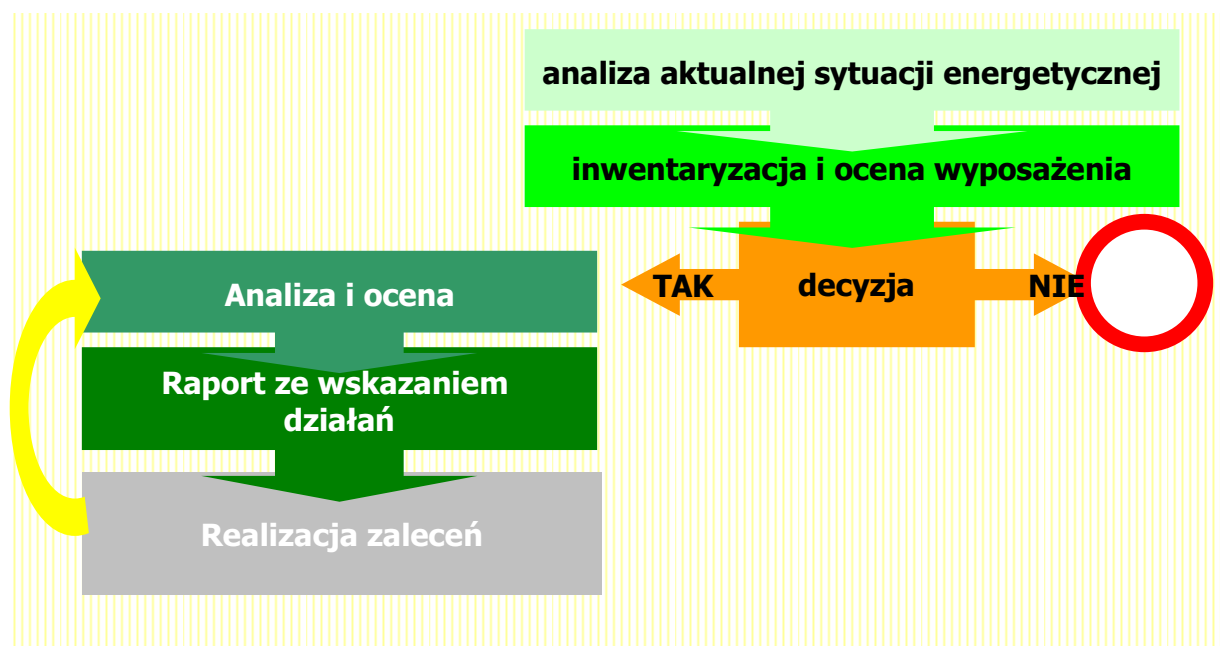 analiza aktualnej sytuacji energetycznej
inwentaryzacja i ocena wyposażenia
TAK
decyzja
NIE
Analiza i ocena
Raport ze wskazaniem
działań
Realizacja zaleceń